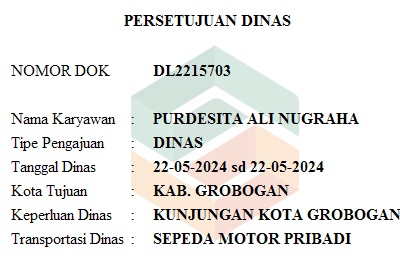 PERSETUJUAN DINAS
NOMOR DOK DL2215703
Nama Karyawan : PURDESITA ALI NUGRAHA
Tipe Pengajuan : DINAS
Tanggal Dinas : 22-05-2024 sd 22-05-2024
Kota Tujuan : KAB. GROBOGAN
Keperluan Dinas : KUNJUNGAN KOTA GROBOGAN
Transportasi Dinas : SEPEDA MOTOR PRIBADI